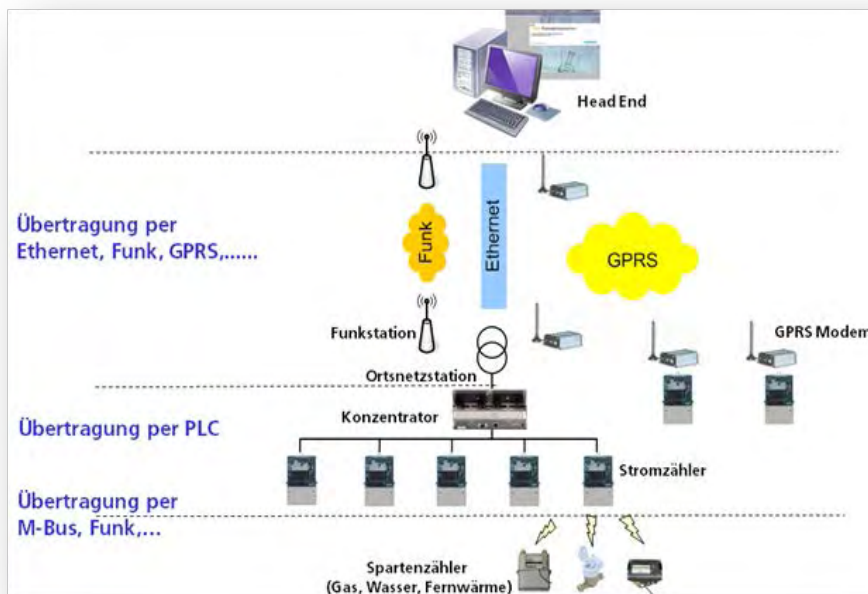 Head End
Übertragung per
Ethernet, Funk, GPRS,......
Funk
Ethernet
GPRS
Funkstation
GPRS Modem
Ortsnetzstation
Konzentrator
Übertragung per PLC
Stromzähler
Übertragung per
M-Bus, Funk,...
Spartenzähler
(Gas, Wasser, Fernwärme)